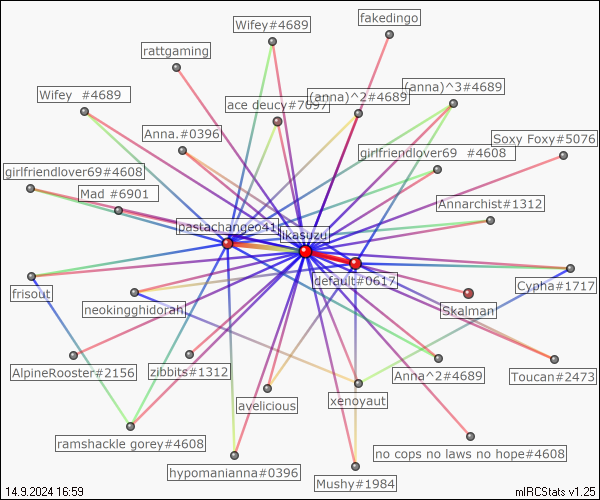 Wifey#4689
fakedingo
rattgaming
Wifey  #4689
ace deucy#7097
(anna)^2#4689
(anna)^3#4689
Anna.#0396
Soxy Foxy#5076
girlfriendlover69  #4608
girlfriendlover69#4608
Mad #6901
Annarchist#1312
ikasuzu
default#0617
Cypha#1717
frisout
neokingghidorah
Skalman
AlpineRooster#2156
zibbits#1312
Anna^2#4689
Toucan#2473
avelicious
xenoyaut
ramshackle gorey#4608
no cops no laws no hope#4608
hypomanianna#0396
Mushy#1984
14.9.2024 16:59
mIRCStats v1.25